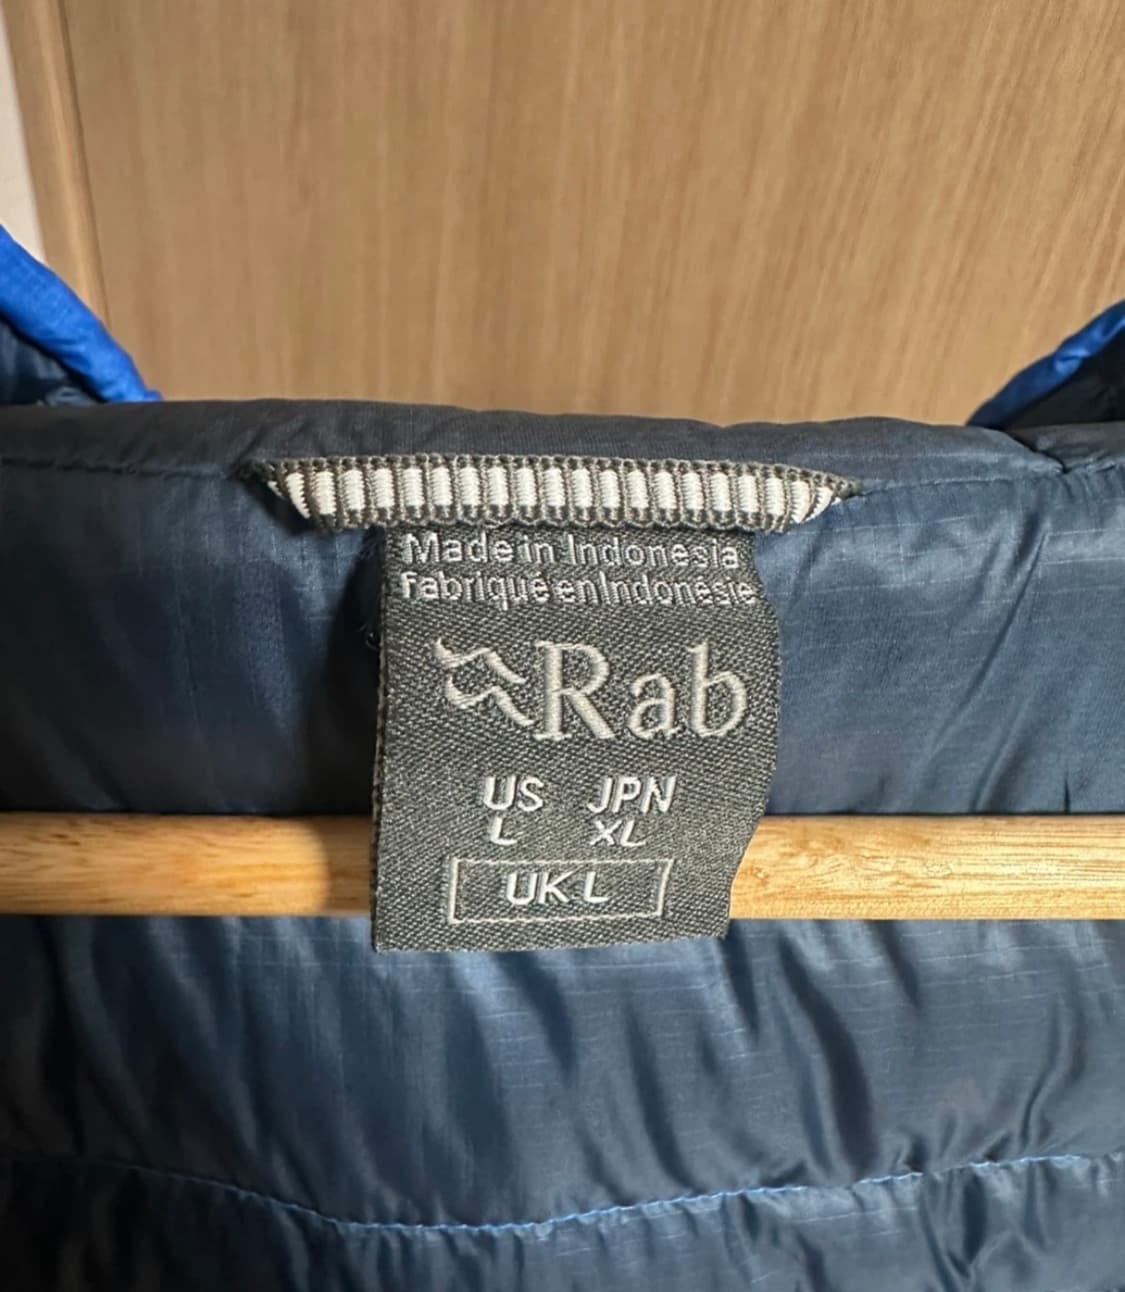 Made in Indonesia
Fabriqué en Indonésie
Rab
US JPN
L XL
UK L